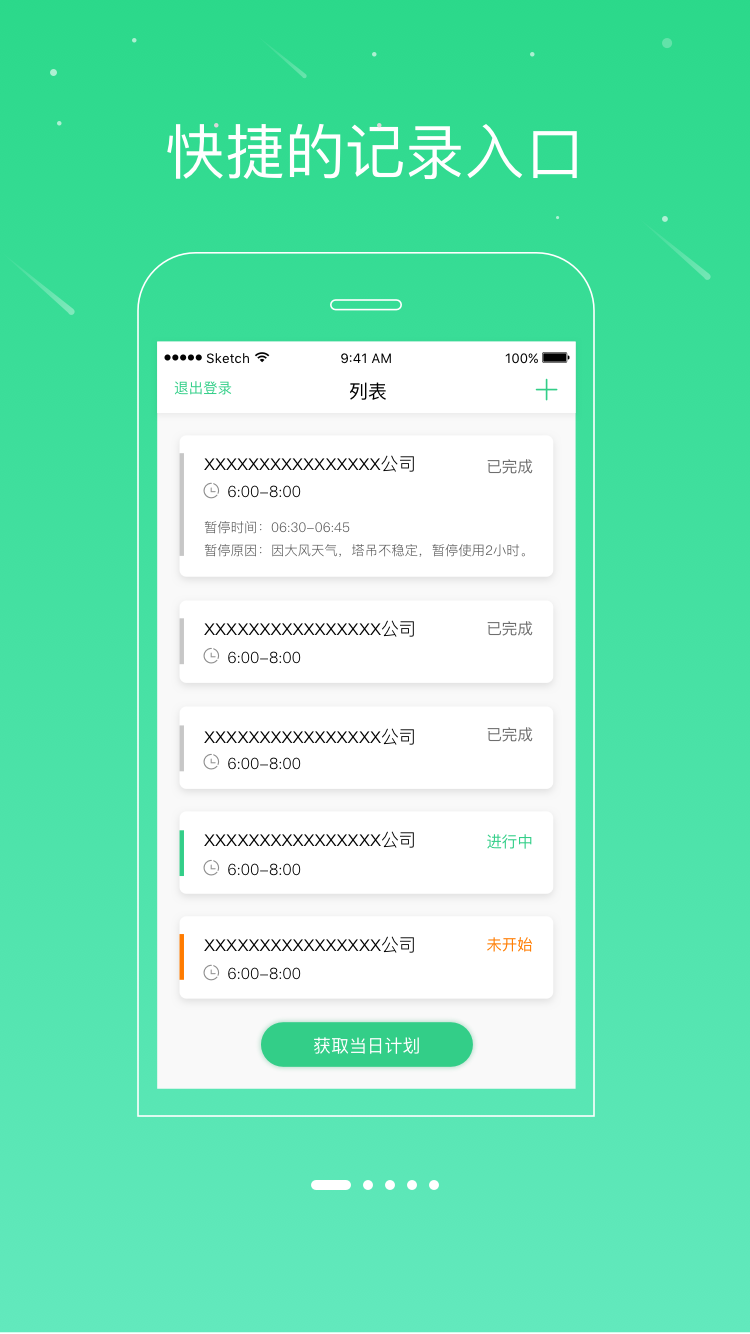 快捷的记录入口
Sketch 9:41 AM 100%
退出登录 列表
XXXXXXXXXXXXXXXX公司 已完成
6:00-8:00
暂停时间：06:30-06:45
暂停原因：因大风天气，塔吊不稳定，暂停使用2小时。
XXXXXXXXXXXXXXXX公司 已完成
6:00-8:00
XXXXXXXXXXXXXXXX公司 已完成
6:00-8:00
XXXXXXXXXXXXXXXX公司 进行中
6:00-8:00
XXXXXXXXXXXXXXXX公司 未开始
6:00-8:00
获取当日计划